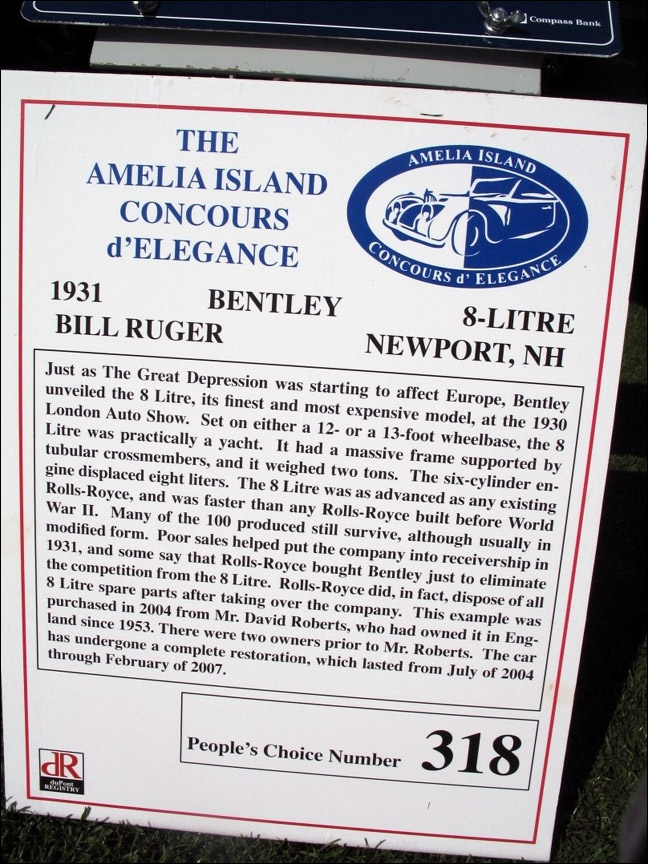 Compass Bank
THE
AMELIA ISLAND
CONCOURS
d'ELEGANCE
AMELIA ISLAND
CONCOURS d' ELEGANCE
1931 BENTLEY 8-LITRE
BILL RUGER NEWPORT, NH
Just as The Great Depression was starting to affect Europe, Bentley
unveiled the 8 Litre, its finest and most expensive model, at the 1930
London Auto Show. Set on either a 12- or a 13-foot wheelbase, the 8
Litre was practically a yacht. It had a massive frame supported by
tubular crossmembers, and it weighed two tons. The six-cylinder en-
gine displaced eight liters. The 8 Litre was as advanced as any existing
Rolls-Royce, and was faster than any Rolls-Royce built before World
War II. Many of the 100 produced still survive, although usually in
modified form. Poor sales helped put the company into receivership in
1931, and some say that Rolls-Royce bought Bentley just to eliminate
the competition from the 8 Litre. Rolls-Royce did, in fact, dispose of all
8 Litre spare parts after taking over the company. This example was
purchased in 2004 from Mr. David Roberts, who had owned it in Eng-
land since 1953. There were two owners prior to Mr. Roberts. The car
has undergone a complete restoration, which lasted from July of 2004
through February of 2007.
People's Choice Number 318
dR
duPont
REGISTRY